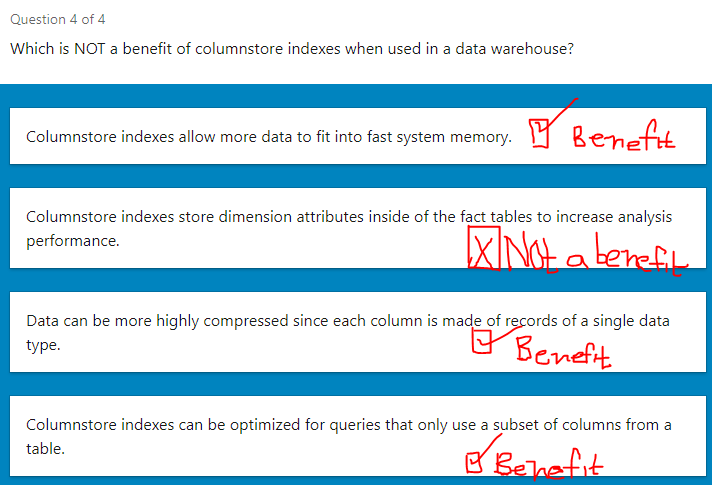 Question 4 of 4
Which is NOT a benefit of columnstore indexes when used in a data warehouse?
Columnstore indexes allow more data to fit into fast system memory.
Benefit
Columnstore indexes store dimension attributes inside of the fact tables to increase analysis
performance.
X Not a benefit
Data can be more highly compressed since each column is made of records of a single data
type.
Benefit
Columnstore indexes can be optimized for queries that only use a subset of columns from a
table.
Benefit